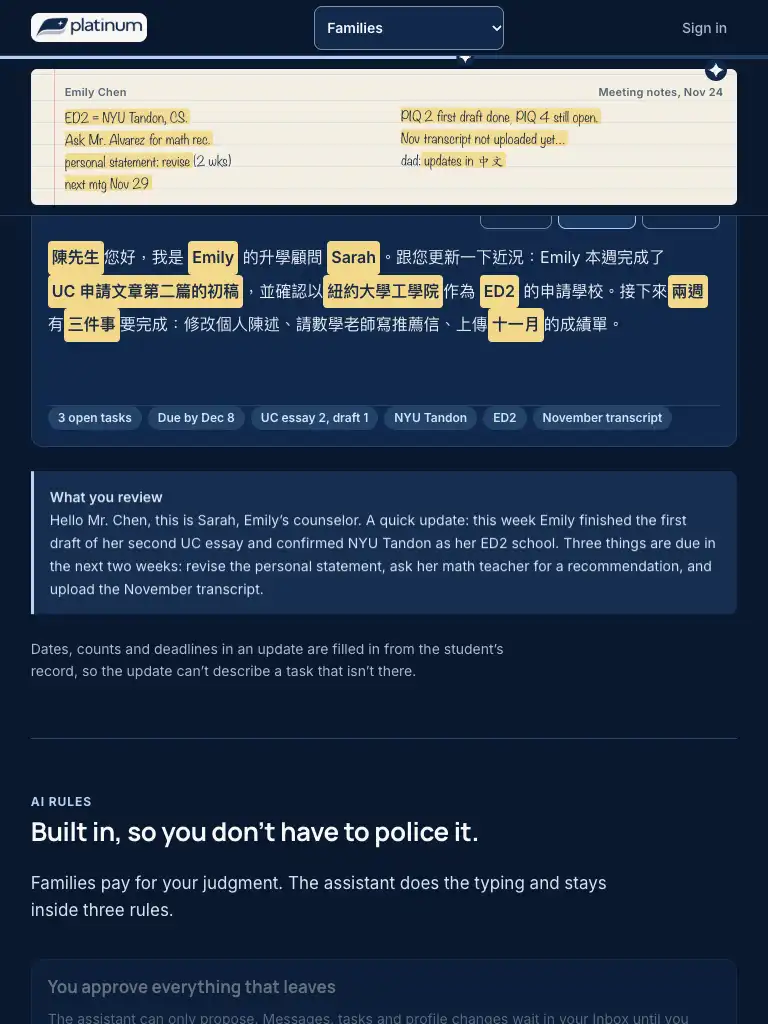 platinum
Families
Sign in
Emily Chen
Meeting notes, Nov 24
ED2 = NYU Tandon, CS.
Ask Mr. Alvarez for math rec.
personal statement: revise (2 wks)
next mtg Nov 29
PIQ 2 first draft done. PIQ 4 still open.
Nov transcript not uploaded yet...
dad: updates in 中文
陳先生您好，我是 Emily 的升學顧問 Sarah。跟您更新一下近況：Emily 本週完成了
UC 申請文章第二篇的初稿，並確認以紐約大學工學院作為 ED2 的申請學校。接下來兩週
有三件事要完成：修改個人陳述、請數學老師寫推薦信、上傳十一月的成績單。
3 open tasks
Due by Dec 8
UC essay 2, draft 1
NYU Tandon
ED2
November transcript
What you review
Hello Mr. Chen, this is Sarah, Emily’s counselor. A quick update: this week Emily finished the first
draft of her second UC essay and confirmed NYU Tandon as her ED2 school. Three things are due in
the next two weeks: revise the personal statement, ask her math teacher for a recommendation, and
upload the November transcript.
Dates, counts and deadlines in an update are filled in from the student’s
record, so the update can’t describe a task that isn’t there.
AI RULES
Built in, so you don’t have to police it.
Families pay for your judgment. The assistant does the typing and stays
inside three rules.
You approve everything that leaves
The assistant can only propose. Messages, tasks and profile changes wait in your Inbox until you